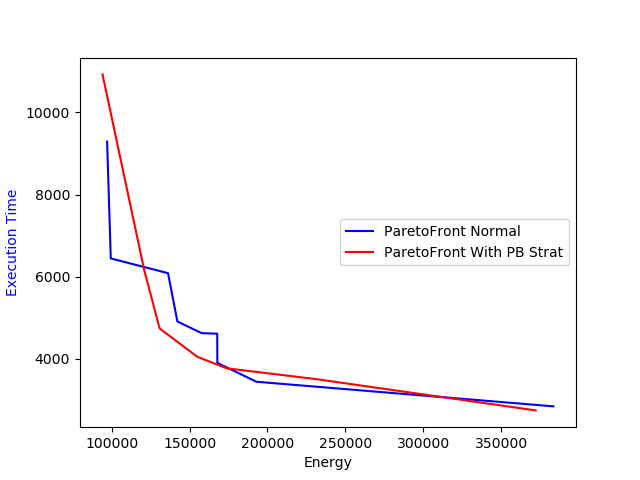 10000
8000
6000
4000
Execution Time
ParetoFront Normal
ParetoFront With PB Strat
100000 150000 200000 250000 300000 350000
Energy